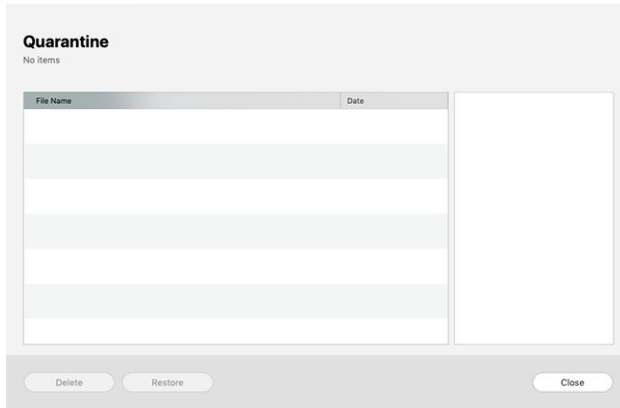 Quarantine
No items
File Name Date
Delete Restore Close